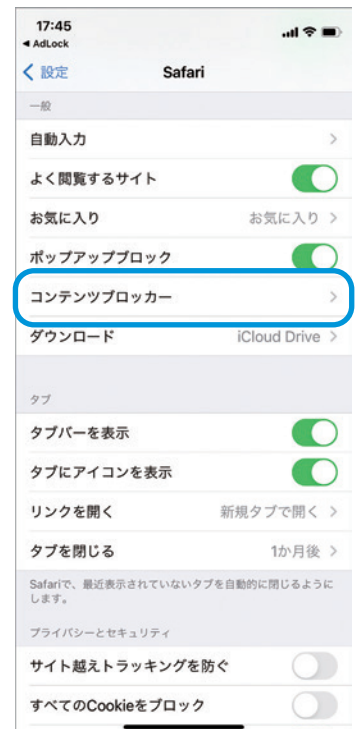 17:45
◀ AdLock
設定 Safari
一般
自動入力
よく閲覧するサイト
お気に入り お気に入り
ポップアップブロック
コンテンツブロッカー
ダウンロード iCloud Drive
タブ
タブバーを表示
タブにアイコンを表示
リンクを開く 新規タブで開く
タブを閉じる 1か月後
Safariで、最近表示されていないタブを自動的に閉じるように
します。
プライバシーとセキュリティ
サイト越えトラッキングを防ぐ
すべてのCookieをブロック